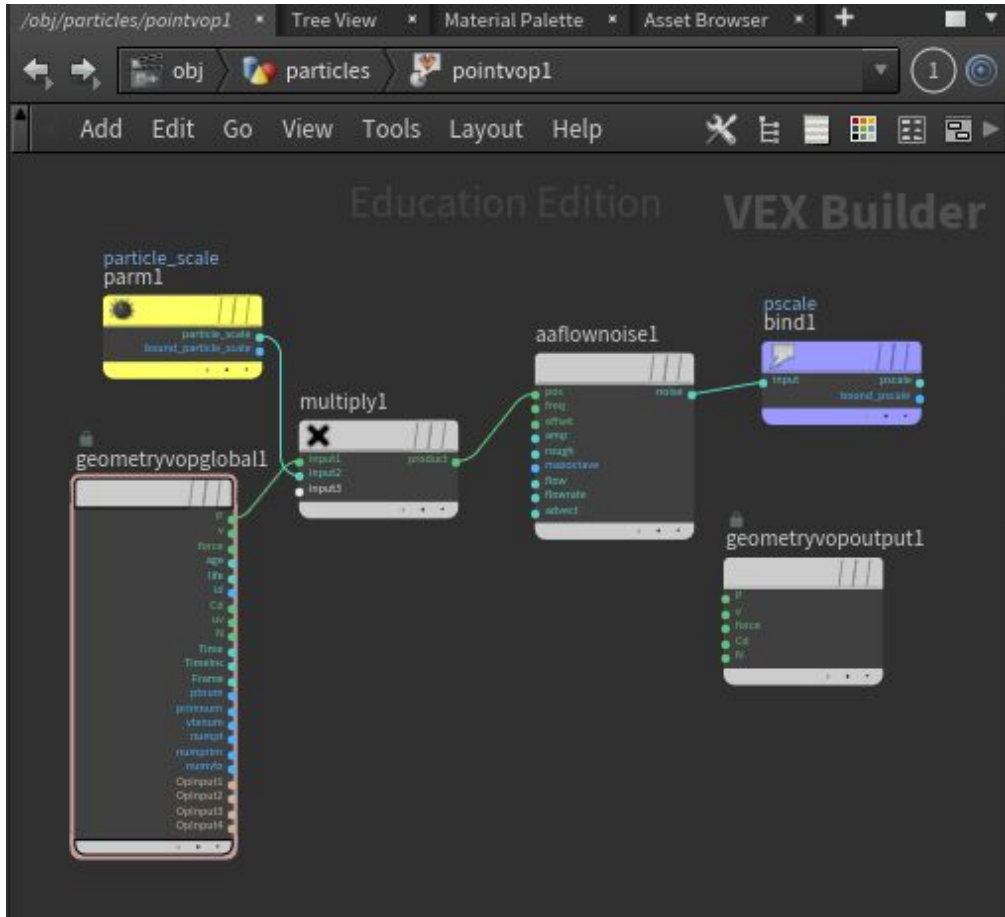 /obj/particles/pointvop1 × Tree View × Material Palette × Asset Browser × +
obj particles pointvop1 1
Add Edit Go View Tools Layout Help
Education Edition VEX Builder
particle_scale
parm1
particle_scale
bound_particle_scale
geometryvopglobal1
P
v
force
age
life
id
Cd
uv
N
Time
TimeInc
Frame
ptnum
primnum
vtxnum
numpt
numprim
numvtx
OpInput1
OpInput2
OpInput3
OpInput4
multiply1
input1 product
input2
input3
aaflownoise1
pos noise
freq
offset
amp
rough
maxoctave
flow
flowrate
advect
pscale
bind1
input pscale
bound_pscale
geometryvopoutput1
P
v
force
Cd
N